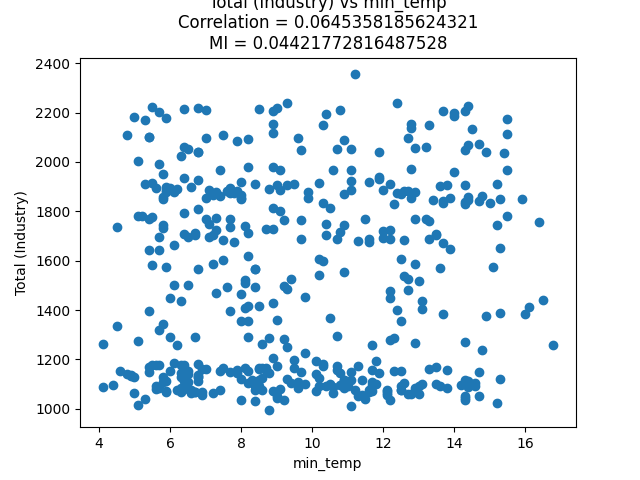 Total (Industry) vs min_temp
Correlation = 0.0645358185624321
MI = 0.04421772816487528
2400
2200
2000
1800
1600
1400
1200
1000
Total (Industry)
4 6 8 10 12 14 16
min_temp